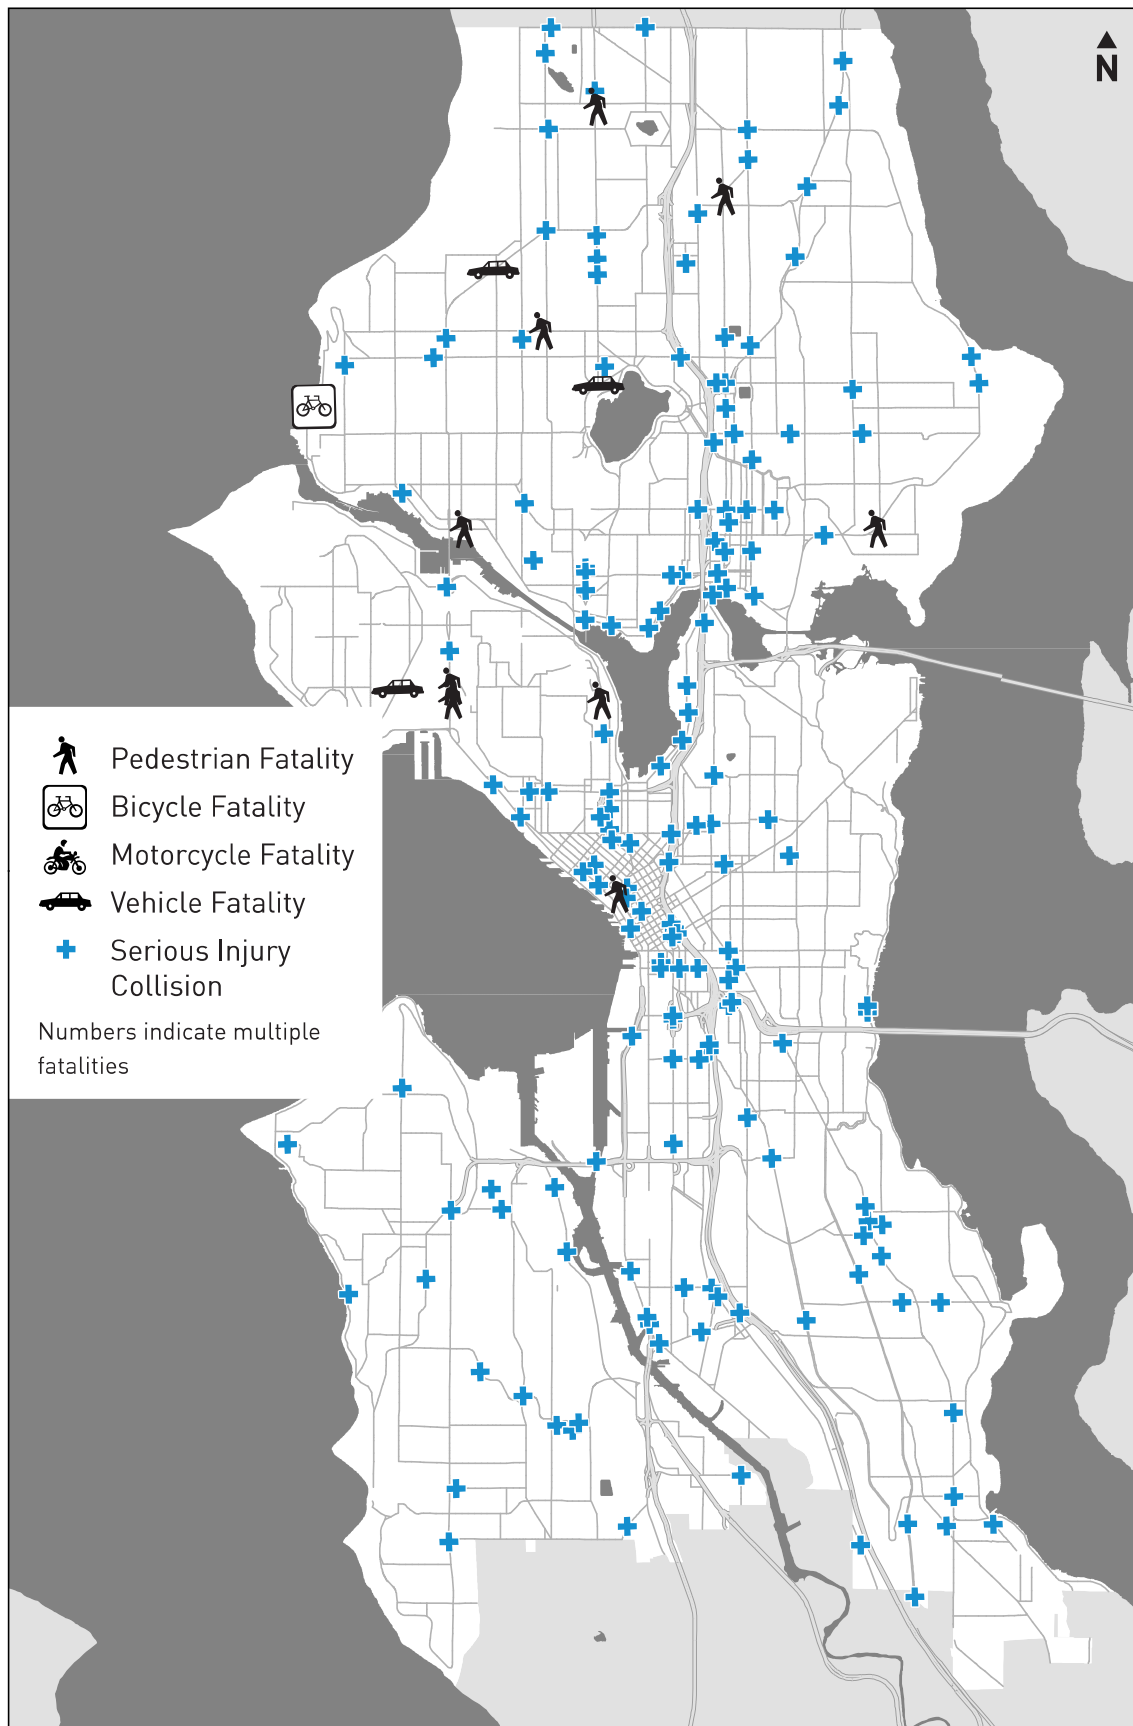 N
Pedestrian Fatality
Bicycle Fatality
Motorcycle Fatality
Vehicle Fatality
Serious Injury
Collision
Numbers indicate multiple
fatalities